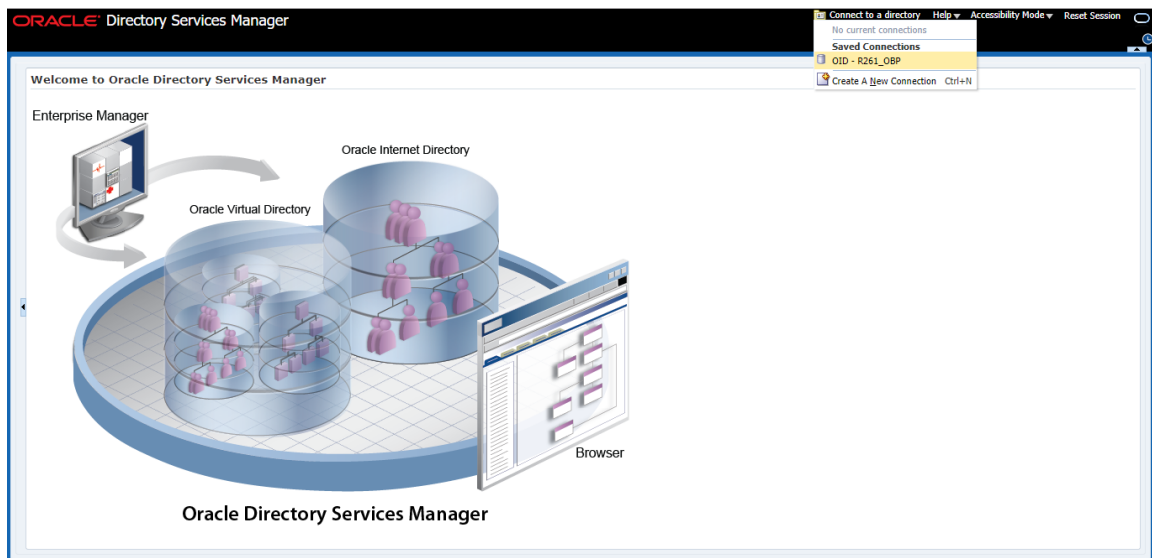 ORACLE Directory Services Manager
Connect to a directory Help Accessibility Mode Reset Session
No current connections
Saved Connections
OID - R261_OBP
Create A New Connection Ctrl+N
Welcome to Oracle Directory Services Manager
Enterprise Manager
Oracle Internet Directory
Oracle Virtual Directory
Browser
Oracle Directory Services Manager